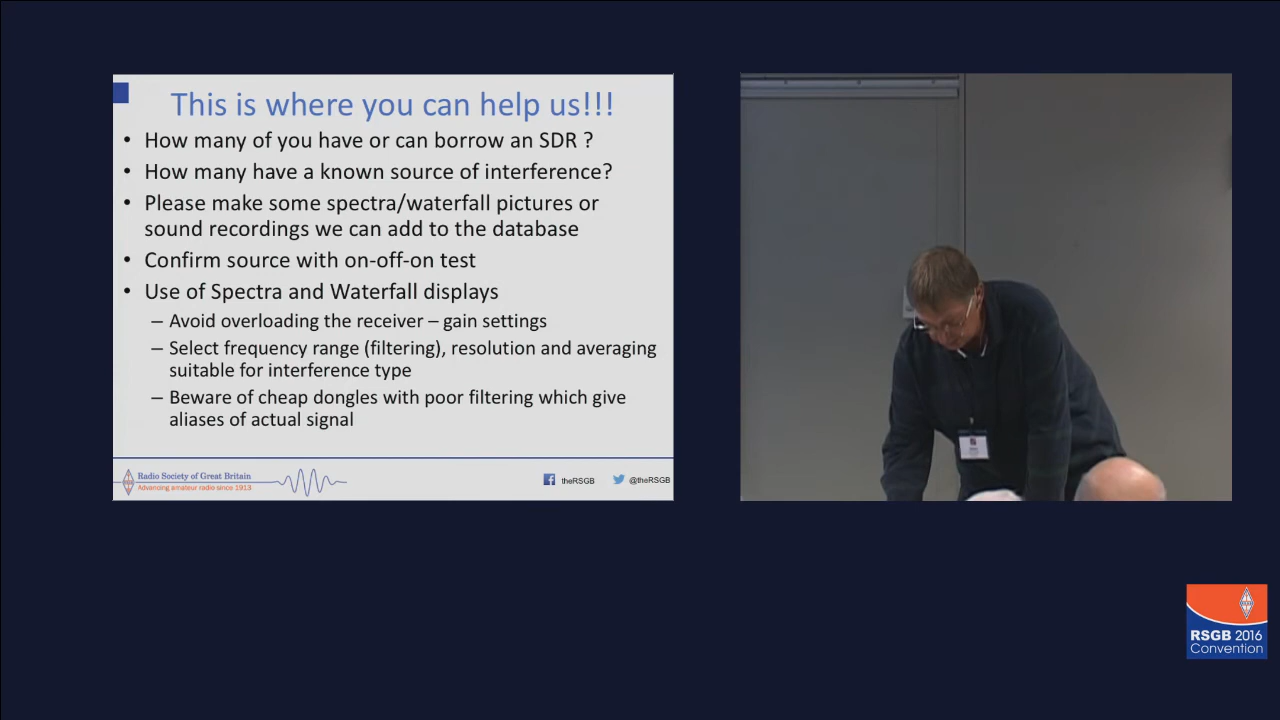 This is where you can help us!!!
• How many of you have or can borrow an SDR ?
• How many have a known source of interference?
• Please make some spectra/waterfall pictures or
sound recordings we can add to the database
• Confirm source with on-off-on test
• Use of Spectra and Waterfall displays
– Avoid overloading the receiver – gain settings
– Select frequency range (filtering), resolution and averaging
suitable for interference type
– Beware of cheap dongles with poor filtering which give
aliases of actual signal
Radio Society of Great Britain
Advancing amateur radio since 1913
theRSGB
@theRSGB
RSGB 2016
Convention